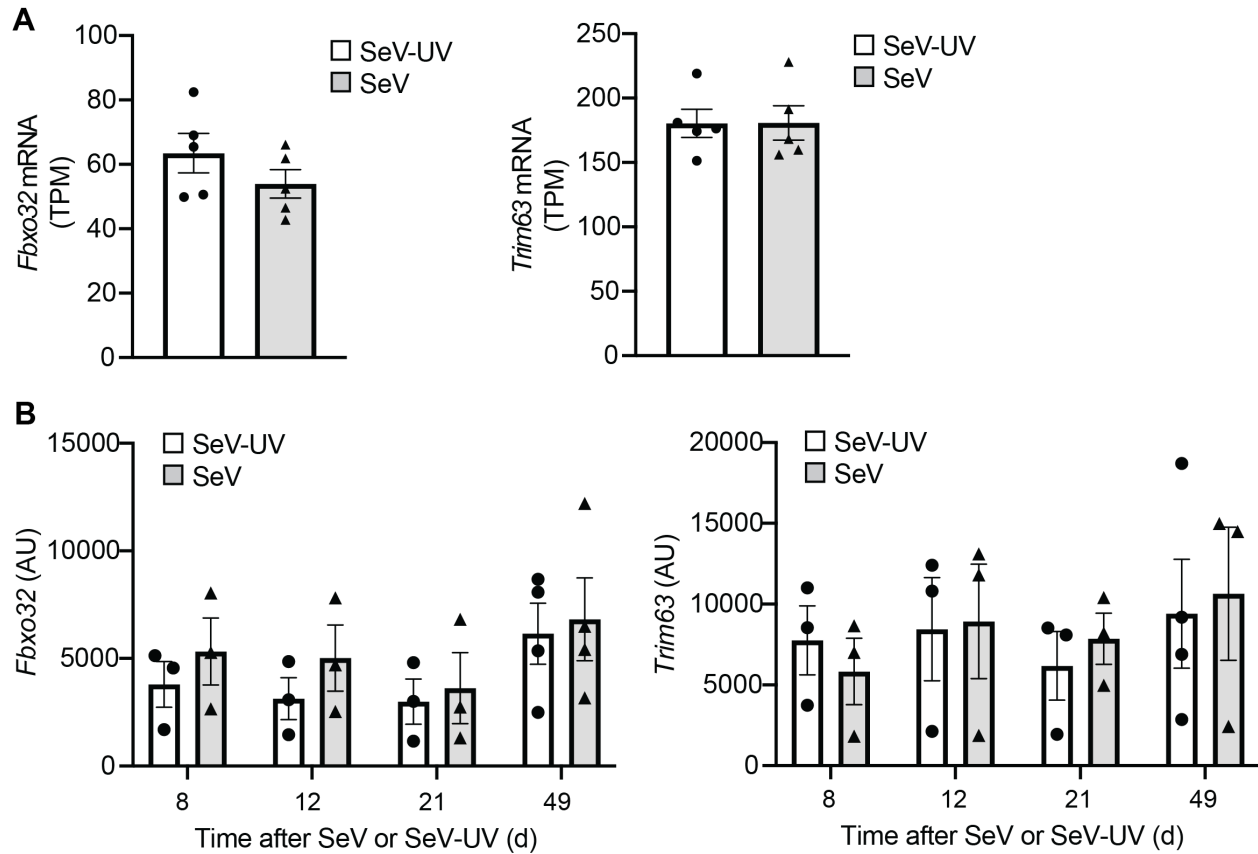 A
Fbxo32 mRNA
(TPM)
100
80
60
40
20
0
SeV-UV
SeV
Trim63 mRNA
(TPM)
250
200
150
100
50
0
SeV-UV
SeV
B
Fbxo32 (AU)
15000
10000
5000
0
SeV-UV
SeV
8 12 21 49
Time after SeV or SeV-UV (d)
Trim63 (AU)
20000
15000
10000
5000
0
SeV-UV
SeV
8 12 21 49
Time after SeV or SeV-UV (d)